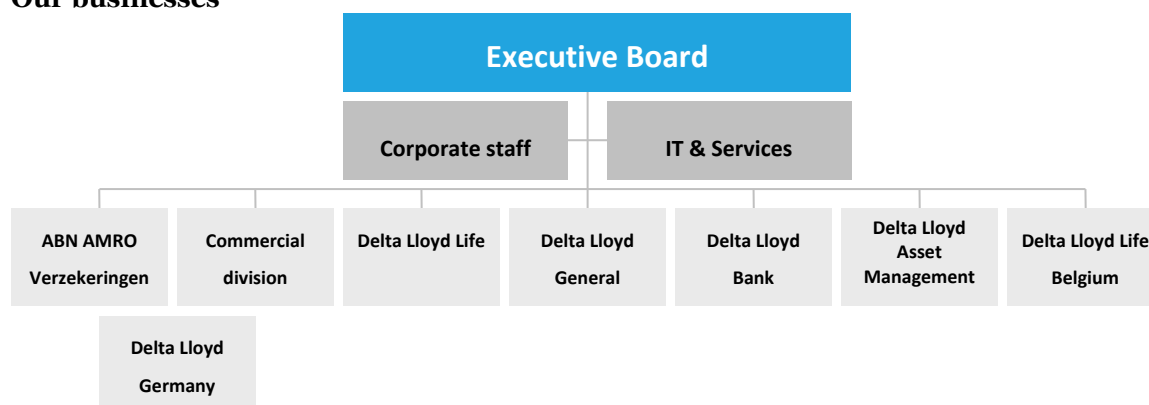 Our businesses
Executive Board
Corporate staff
IT & Services
ABN AMRO
Verzekeringen
Commercial
division
Delta Lloyd Life
Delta Lloyd
General
Delta Lloyd
Bank
Delta Lloyd
Asset
Management
Delta Lloyd Life
Belgium
Delta Lloyd
Germany